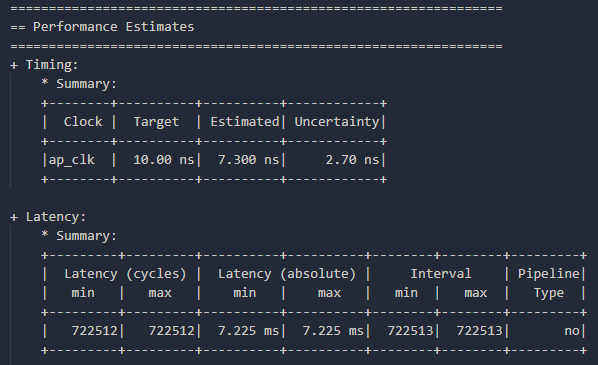 ================================================================
== Performance Estimates
================================================================
+ Timing:
    * Summary:
    +--------+----------+----------+------------+
    |  Clock |  Target  | Estimated| Uncertainty|
    +--------+----------+----------+------------+
    |ap_clk  |  10.00 ns|  7.300 ns|     2.70 ns|
    +--------+----------+----------+------------+
+ Latency:
    * Summary:
    +---------+---------+----------+----------+--------+--------+---------+
    |  Latency (cycles) |  Latency (absolute) |     Interval    | Pipeline|
    |   min   |   max   |    min   |    max   |   min  |   max  |   Type  |
    +---------+---------+----------+----------+--------+--------+---------+
    |   722512|   722512|  7.225 ms|  7.225 ms|  722513|  722513|       no|
    +---------+---------+----------+----------+--------+--------+---------+